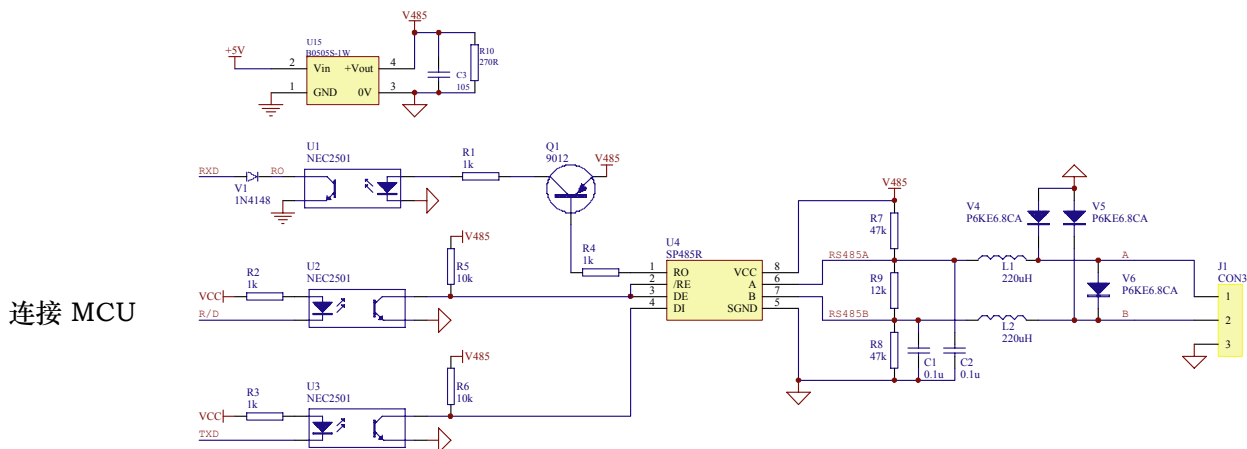 V485
U15
B0505S-1W
+5V
2 Vin +Vout 4
1 GND 0V 3
R10
270R
C3
105
U1
NEC2501
RXD
RO
V1
1N4148
R1
1k
Q1
9012
V485
R4
1k
U2
NEC2501
R2
1k
VCC
R/D
V485
R5
10k
连接 MCU
U3
NEC2501
R3
1k
VCC
TXD
V485
R6
10k
U4
SP485R
1 RO VCC 8
2 /RE A 6
3 DE B 7
4 DI SGND 5
V485
R7
47k
RS485A
R9
12k
RS485B
R8
47k
C1
0.1u
C2
0.1u
L1
220uH
L2
220uH
V4
P6KE6.8CA
V5
P6KE6.8CA
V6
P6KE6.8CA
A
B
J1
CON3
1
2
3